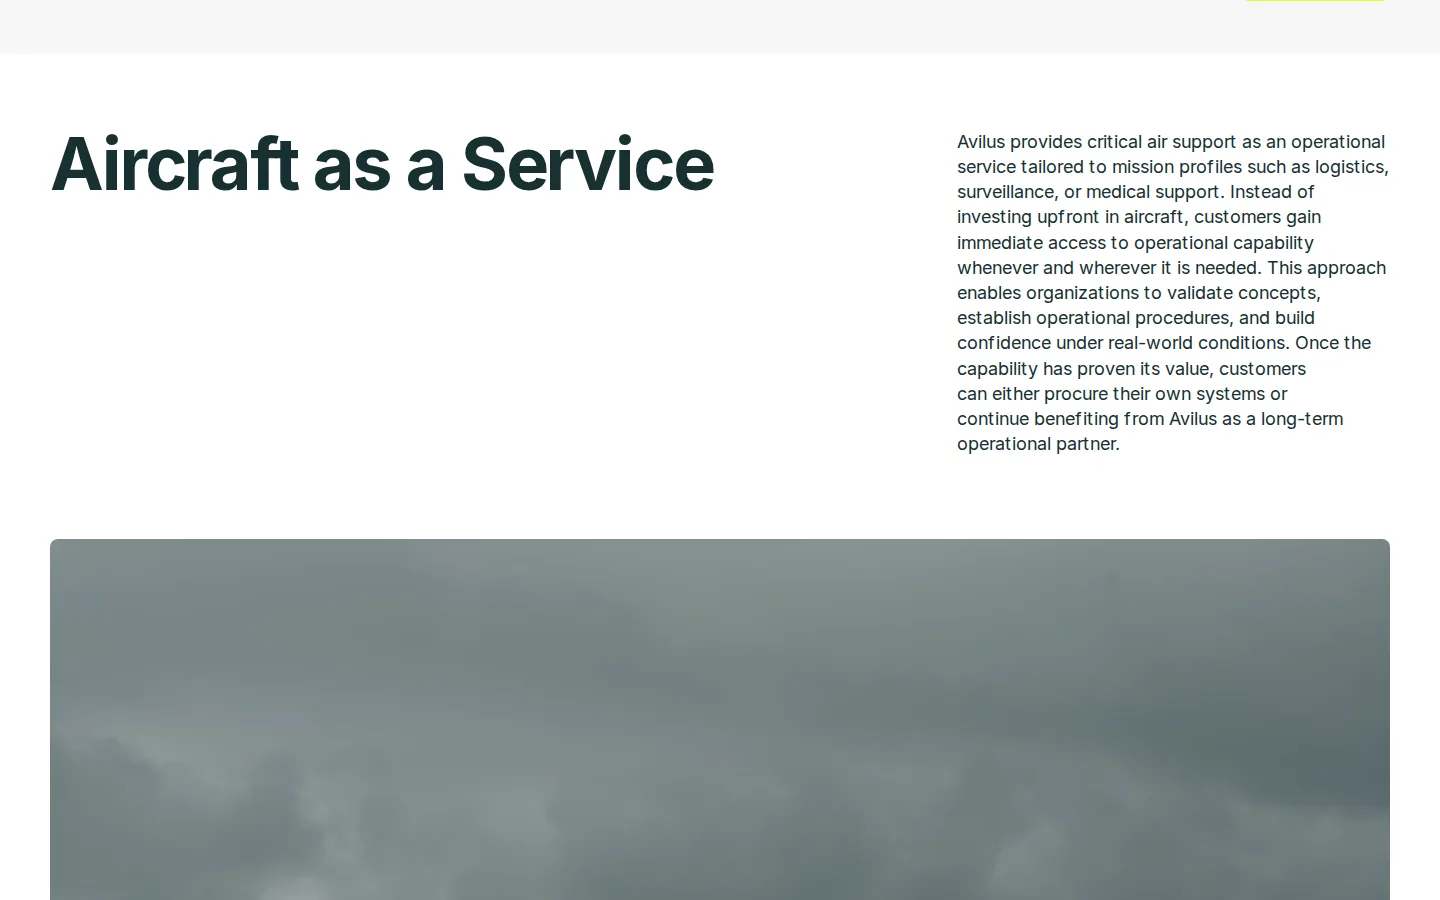 Aircraft as a Service
Avilus provides critical air support as an operational
service tailored to mission profiles such as logistics,
surveillance, or medical support. Instead of
investing upfront in aircraft, customers gain
immediate access to operational capability
whenever and wherever it is needed. This approach
enables organizations to validate concepts,
establish operational procedures, and build
confidence under real-world conditions. Once the
capability has proven its value, customers
can either procure their own systems or
continue benefiting from Avilus as a long-term
operational partner.